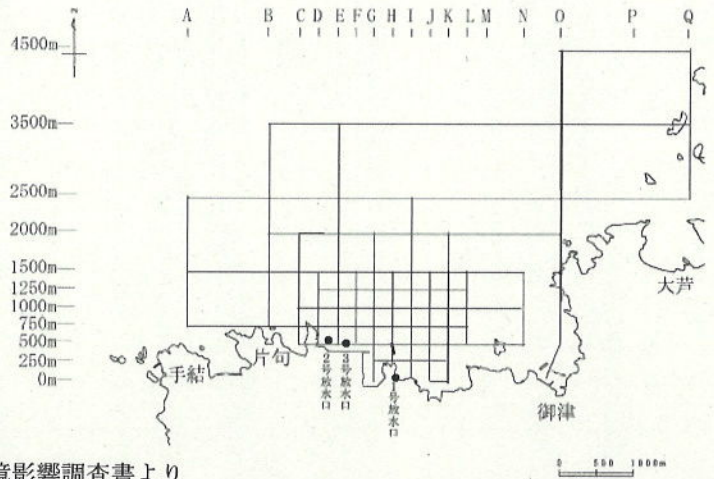 A B C D E F G H I J K L M N O P Q
4500m
3500m
2500m
2000m
1500m
1250m
1000m
750m
500m
250m
0m
手結
片句
2号放水口
3号放水口
1号放水口
御津
大芦
0 500 1000m
境影響調査書より